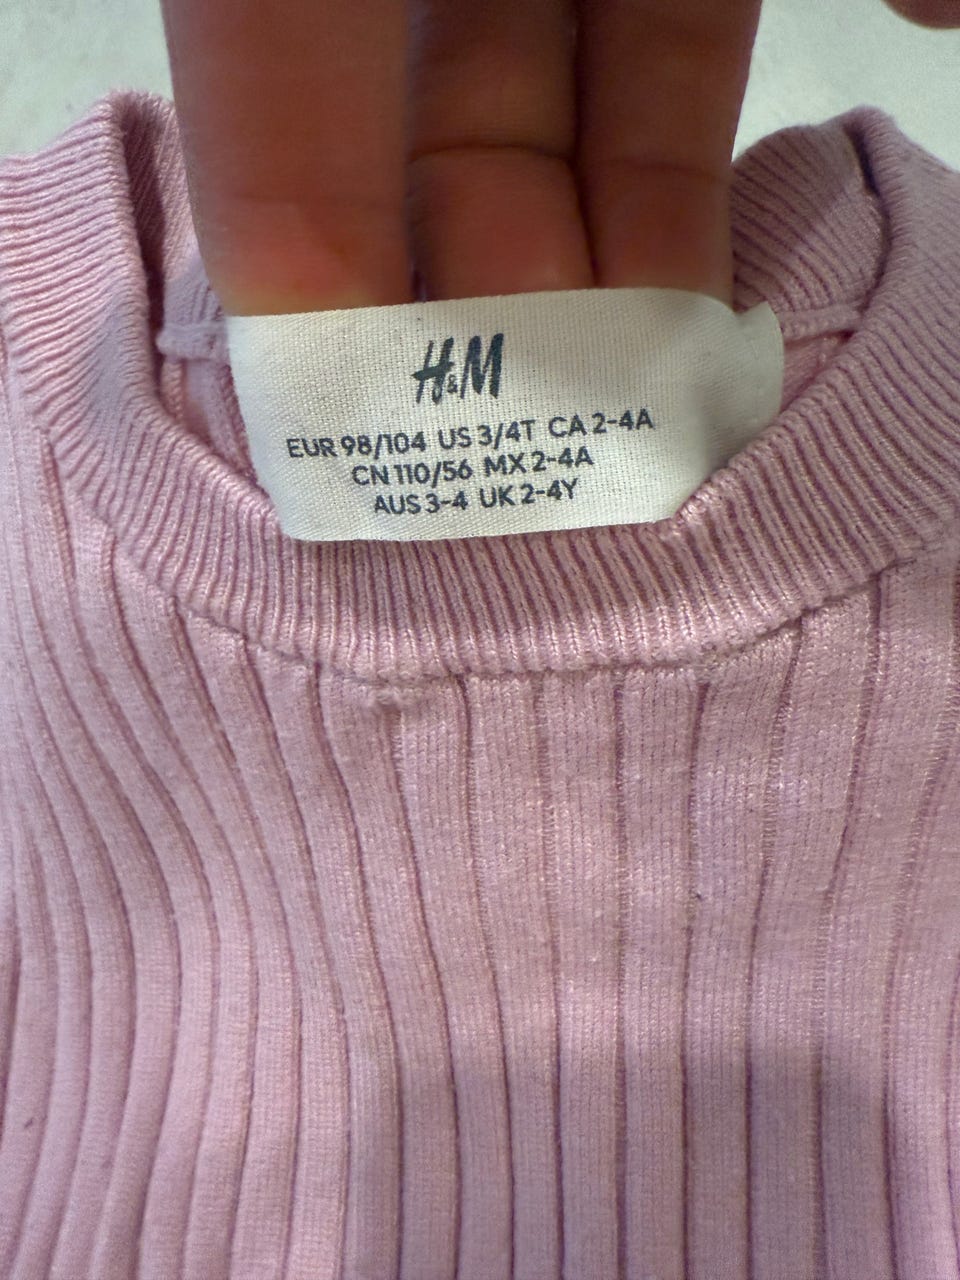 H&M
EUR 98/104 US 3/4T CA 2-4A
CN 110/56 MX 2-4A
AUS 3-4 UK 2-4Y